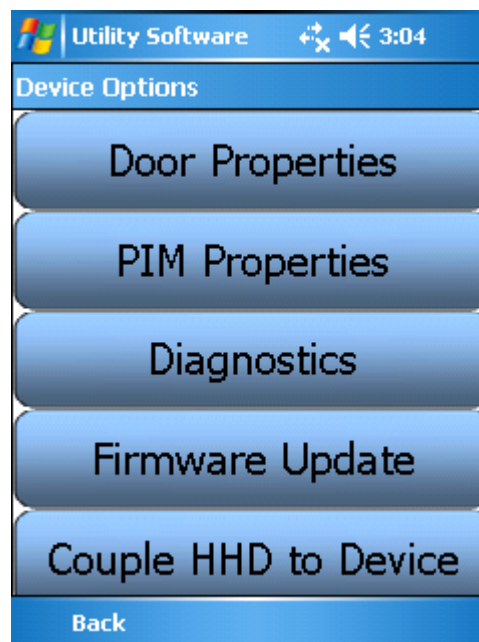 Utility Software 3:04
Device Options
Door Properties
PIM Properties
Diagnostics
Firmware Update
Couple HHD to Device
Back